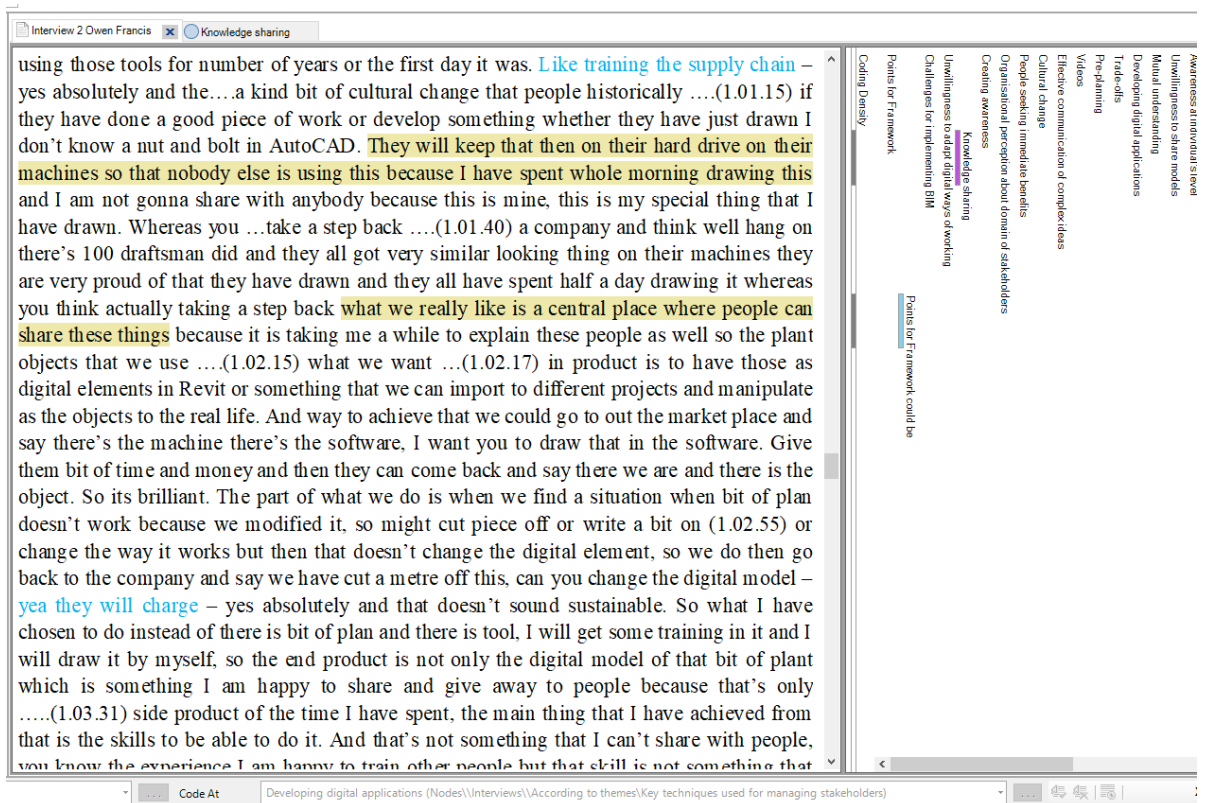 Interview 2 Owen Francis
Knowledge sharing
using those tools for number of years or the first day it was. Like training the supply chain –
yes absolutely and the….a kind bit of cultural change that people historically ….(1.01.15) if
they have done a good piece of work or develop something whether they have just drawn I
don’t know a nut and bolt in AutoCAD. They will keep that then on their hard drive on their
machines so that nobody else is using this because I have spent whole morning drawing this
and I am not gonna share with anybody because this is mine, this is my special thing that I
have drawn. Whereas you …take a step back ….(1.01.40) a company and think well hang on
there’s 100 draftsman did and they all got very similar looking thing on their machines they
are very proud of that they have drawn and they all have spent half a day drawing it whereas
you think actually taking a step back what we really like is a central place where people can
share these things because it is taking me a while to explain these people as well so the plant
objects that we use ….(1.02.15) what we want …(1.02.17) in product is to have those as
digital elements in Revit or something that we can import to different projects and manipulate
as the objects to the real life. And way to achieve that we could go to out the market place and
say there’s the machine there’s the software, I want you to draw that in the software. Give
them bit of time and money and then they can come back and say there we are and there is the
object. So its brilliant. The part of what we do is when we find a situation when bit of plan
doesn’t work because we modified it, so might cut piece off or write a bit on (1.02.55) or
change the way it works but then that doesn’t change the digital element, so we do then go
back to the company and say we have cut a metre off this, can you change the digital model –
yea they will charge – yes absolutely and that doesn’t sound sustainable. So what I have
chosen to do instead of there is bit of plan and there is tool, I will get some training in it and I
will draw it by myself, so the end product is not only the digital model of that bit of plant
which is something I am happy to share and give away to people because that’s only
…..(1.03.31) side product of the time I have spent, the main thing that I have achieved from
that is the skills to be able to do it. And that’s not something that I can’t share with people,
you know the experience I am happy to train other people but that skill is not something that
Coding Density
Points for Framework
Points for Framework could be
Challenges for implementing BIM
Unwillingness to adapt digital ways of working
Knowledge sharing
Creating awareness
Organisational perception about domain of stakeholders
People seeking immediate benefits
Cultural change
Effective communication of complex ideas
Videos
Pre-planning
Trade-offs
Developing digital applications
Mutual understanding
Unwillingness to share models
Awareness at individual's level
... Code At Developing digital applications (Nodes\\Interviews\\According to themes\Key techniques used for managing stakeholders) ...